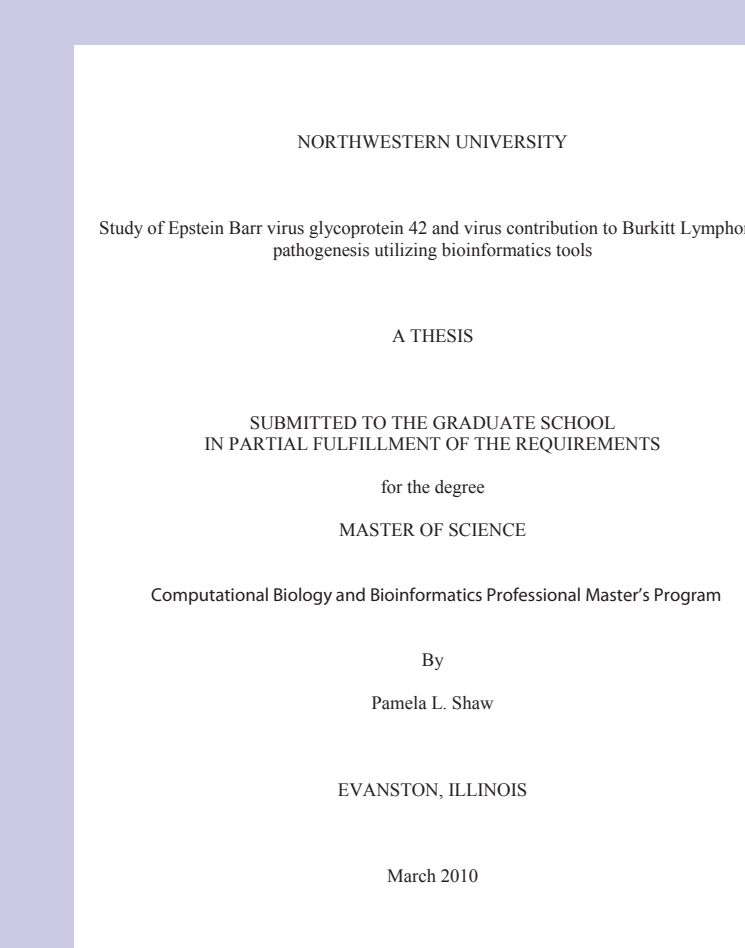 NORTHWESTERN UNIVERSITY
Study of Epstein Barr virus glycoprotein 42 and virus contribution to Burkitt
pathogenesis utilizing bioinformatics tools
A THESIS
SUBMITTED TO THE GRADUATE SCHOOL
IN PARTIAL FULFILLMENT OF THE REQUIREMENTS
for the degree
MASTER OF SCIENCE
Computational Biology and Bioinformatics Professional Master's Program
By
Pamela L. Shaw
EVANSTON, ILLINOIS
March 2010